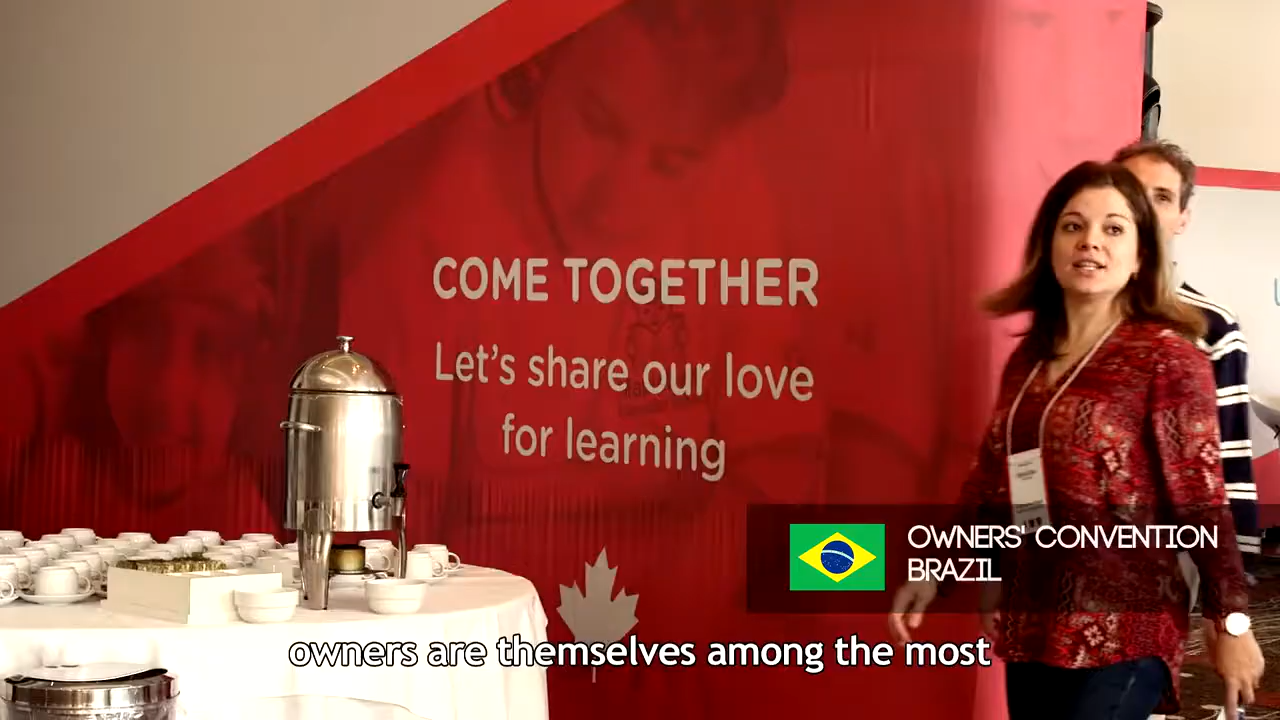 COME TOGETHER
Let's share our love
for learning
OWNERS' CONVENTION
BRAZIL
owners are themselves among the most